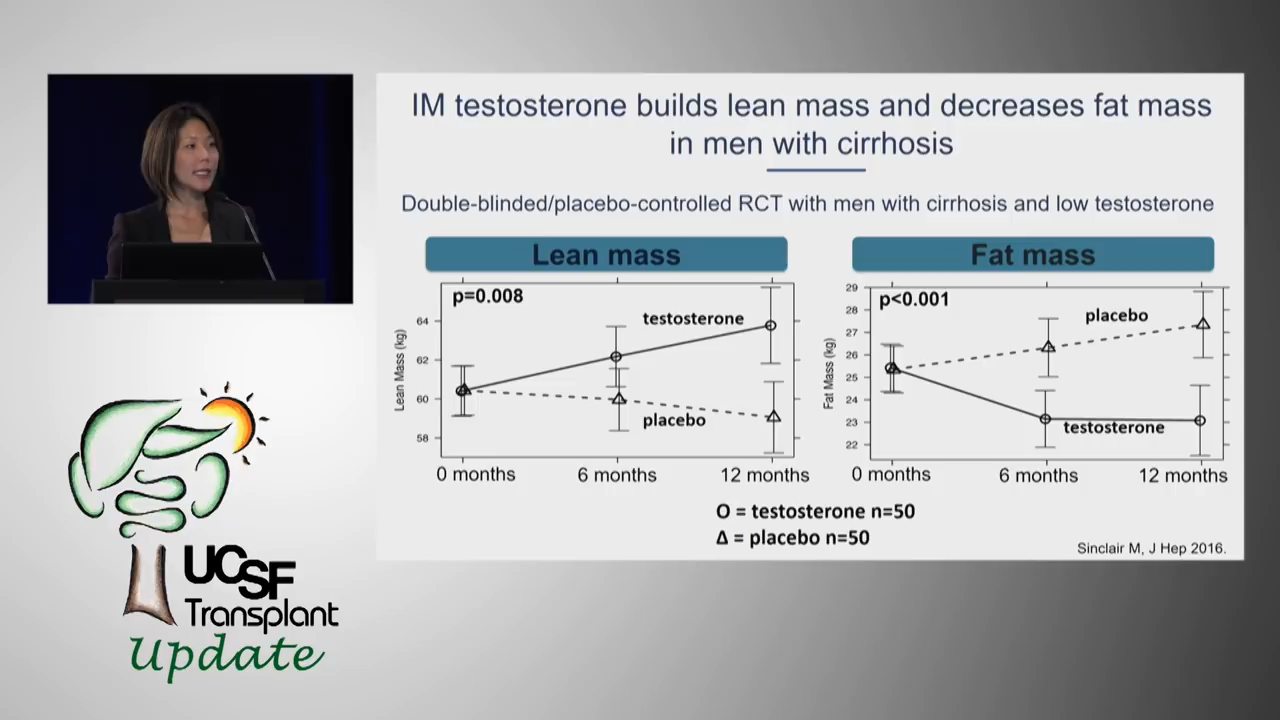 IM testosterone builds lean mass and decreases fat mass
in men with cirrhosis
Double-blinded/placebo-controlled RCT with men with cirrhosis and low testosterone
Lean mass
p=0.008
testosterone
placebo
Lean Mass (kg)
64
62
60
58
0 months
6 months
12 months
Fat mass
p<0.001
placebo
testosterone
Fat Mass (kg)
29
28
27
26
25
24
23
22
0 months
6 months
12 months
O = testosterone n=50
Δ = placebo n=50
Sinclair M, J Hep 2016.
UCSF
Transplant
Update